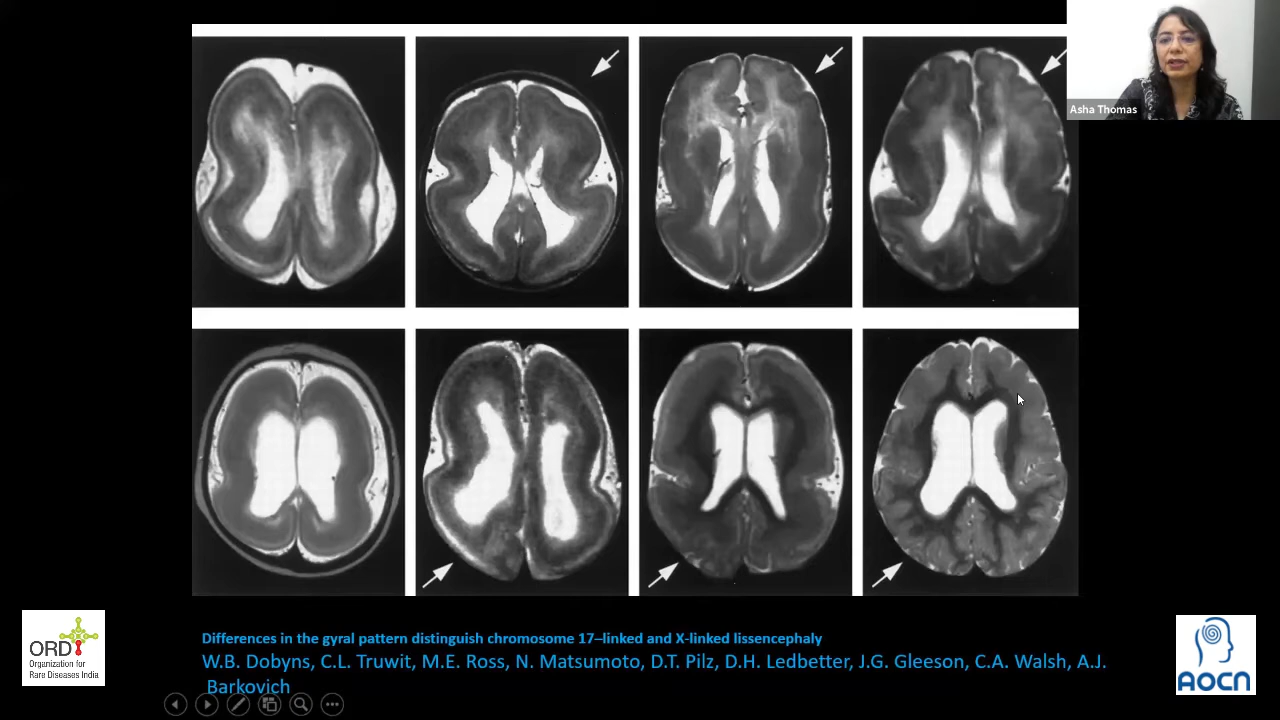 Asha Thomas
Differences in the gyral pattern distinguish chromosome 17–linked and X-linked lissencephaly
W.B. Dobyns, C.L. Truwit, M.E. Ross, N. Matsumoto, D.T. Pilz, D.H. Ledbetter, J.G. Gleeson, C.A. Walsh, A.J.
Barkovich
ORDI
Organization for
Rare Diseases India
AOCN